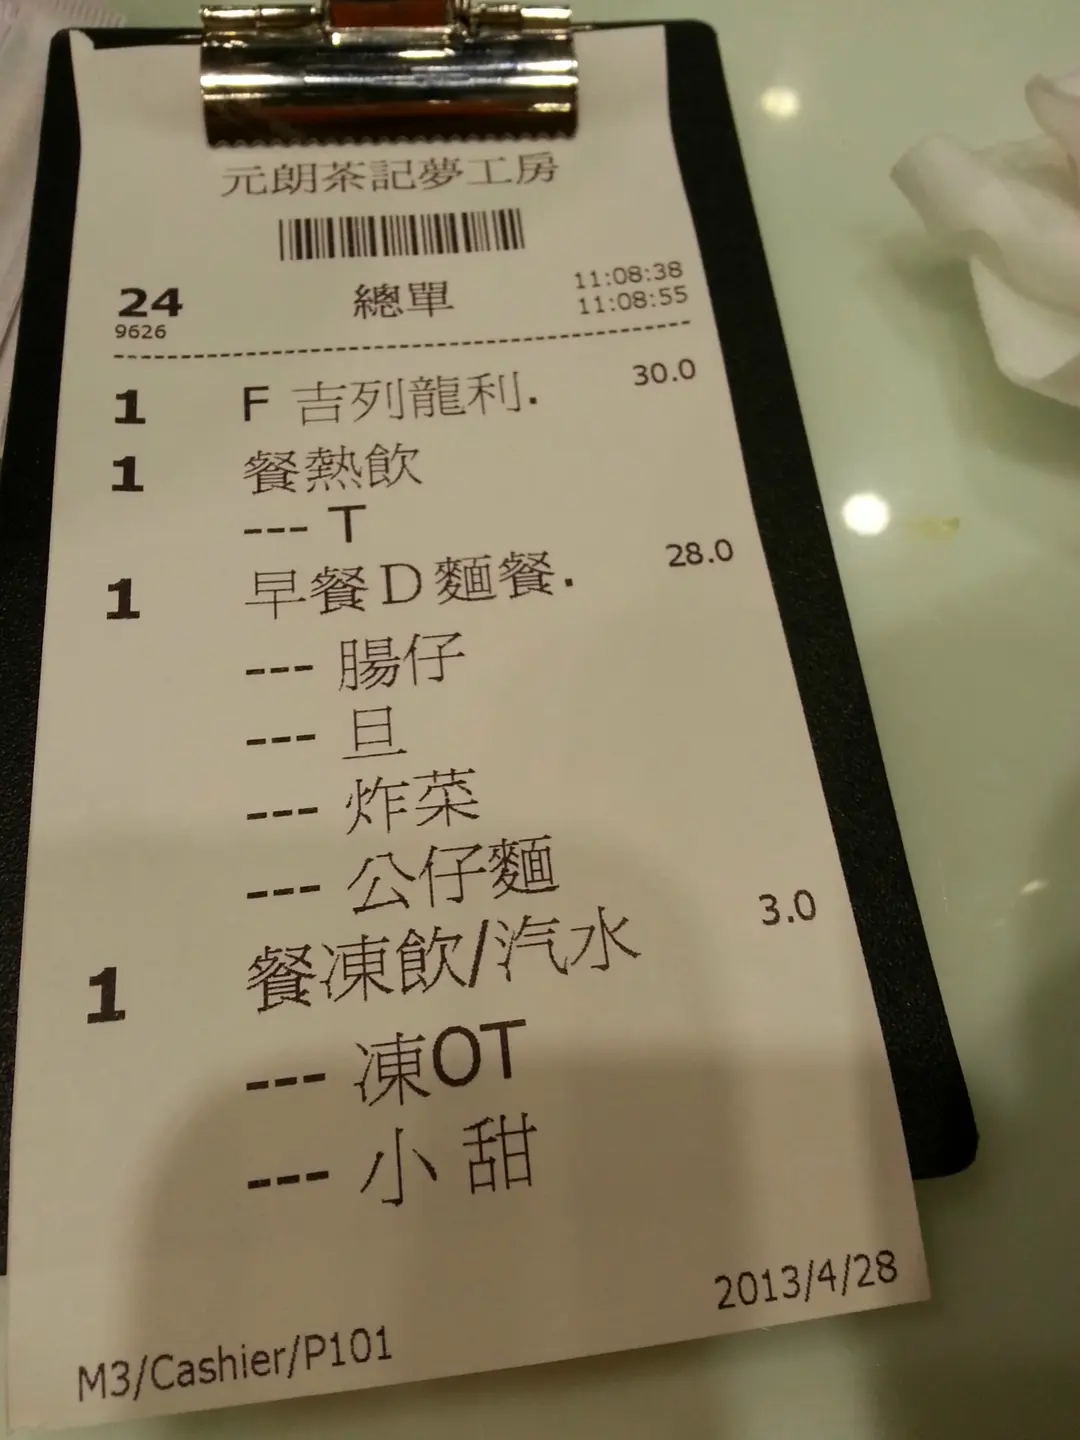 元朗茶記夢工房
24 總單 11:08:38
9626 11:08:55
1 F 吉列龍利. 30.0
1 餐熱飲
--- T
1 早餐D麵餐. 28.0
--- 腸仔
--- 旦
--- 炸菜
--- 公仔麵
1 餐凍飲/汽水 3.0
--- 凍OT
--- 小甜
2013/4/28
M3/Cashier/P101